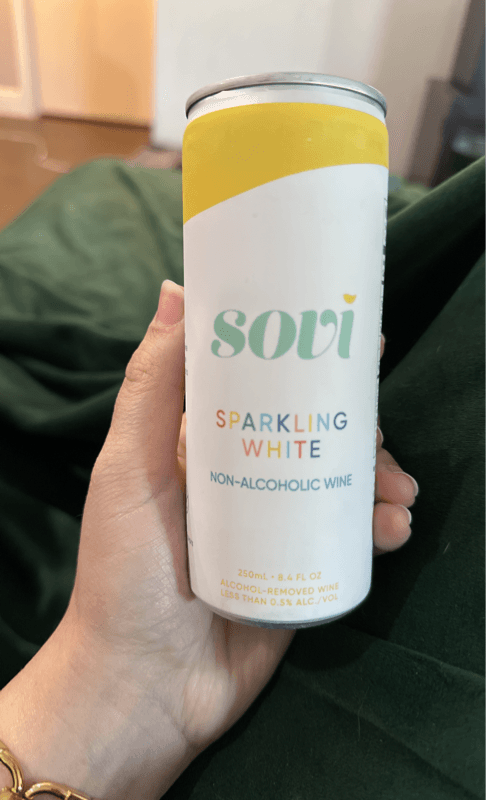 sovi
SPARKLING
WHITE
NON-ALCOHOLIC WINE
250mL • 8.4 FL OZ
ALCOHOL-REMOVED WINE
LESS THAN 0.5% ALC./VOL